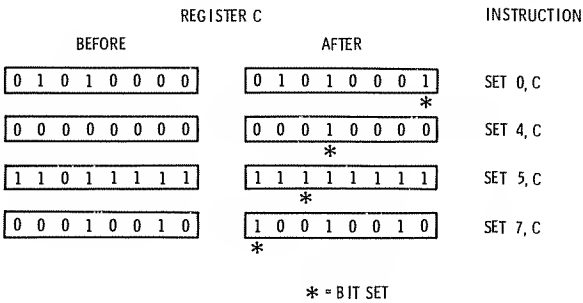 REGISTER C INSTRUCTION
BEFORE AFTER
0 1 0 1 0 0 0 0 0 1 0 1 0 0 0 1 SET 0, C
*
0 0 0 0 0 0 0 0 0 0 0 1 0 0 0 0 SET 4, C
*
1 1 0 1 1 1 1 1 1 1 1 1 1 1 1 1 SET 5, C
*
0 0 0 1 0 0 1 0 1 0 0 1 0 0 1 0 SET 7, C
*
* = BIT SET